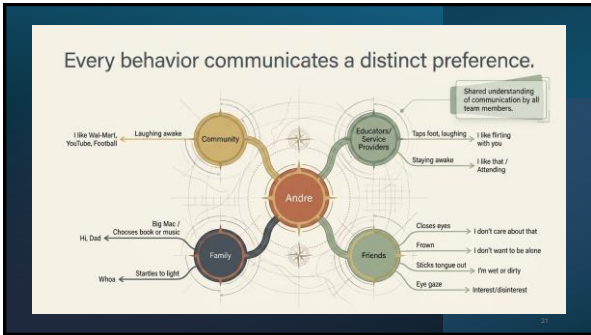 Every behavior communicates a distinct preference.
Shared understanding
of communication by all
team members.
Community
Laughing awake
I like Wal-Mart,
YouTube, Football
Educators/
Service
Providers
Taps foot, laughing
I like flirting
with you
Staying awake
I like that /
Attending
Andre
Family
Big Mac /
Chooses book or music
Hi, Dad
Startles to light
Whoa
Friends
Closes eyes
I don't care about that
Frown
I don't want to be alone
Sticks tongue out
I'm wet or dirty
Eye gaze
Interest/disinterest
21